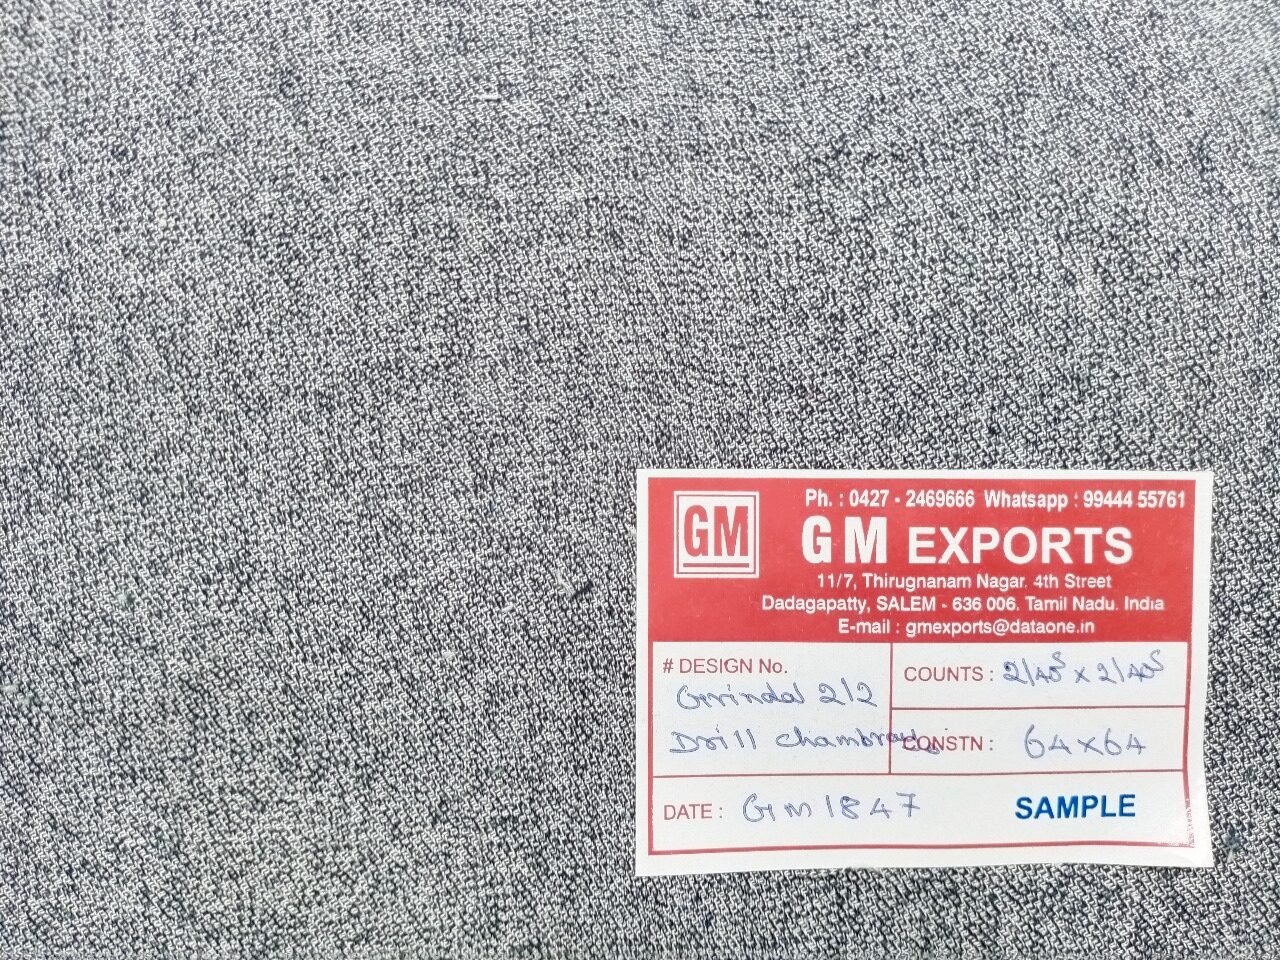 GM
Ph. : 0427 - 2469666 Whatsapp : 99444 55761
GM EXPORTS
11/7, Thirugnanam Nagar. 4th Street
Dadagapatty, SALEM - 636 006. Tamil Nadu. India
E-mail : gmexports@dataone.in
# DESIGN No.
Grindal 2/2
Drill chambray
COUNTS : 2/40s x 2/40s
CONSTN : 64x64
DATE : GM1847
SAMPLE